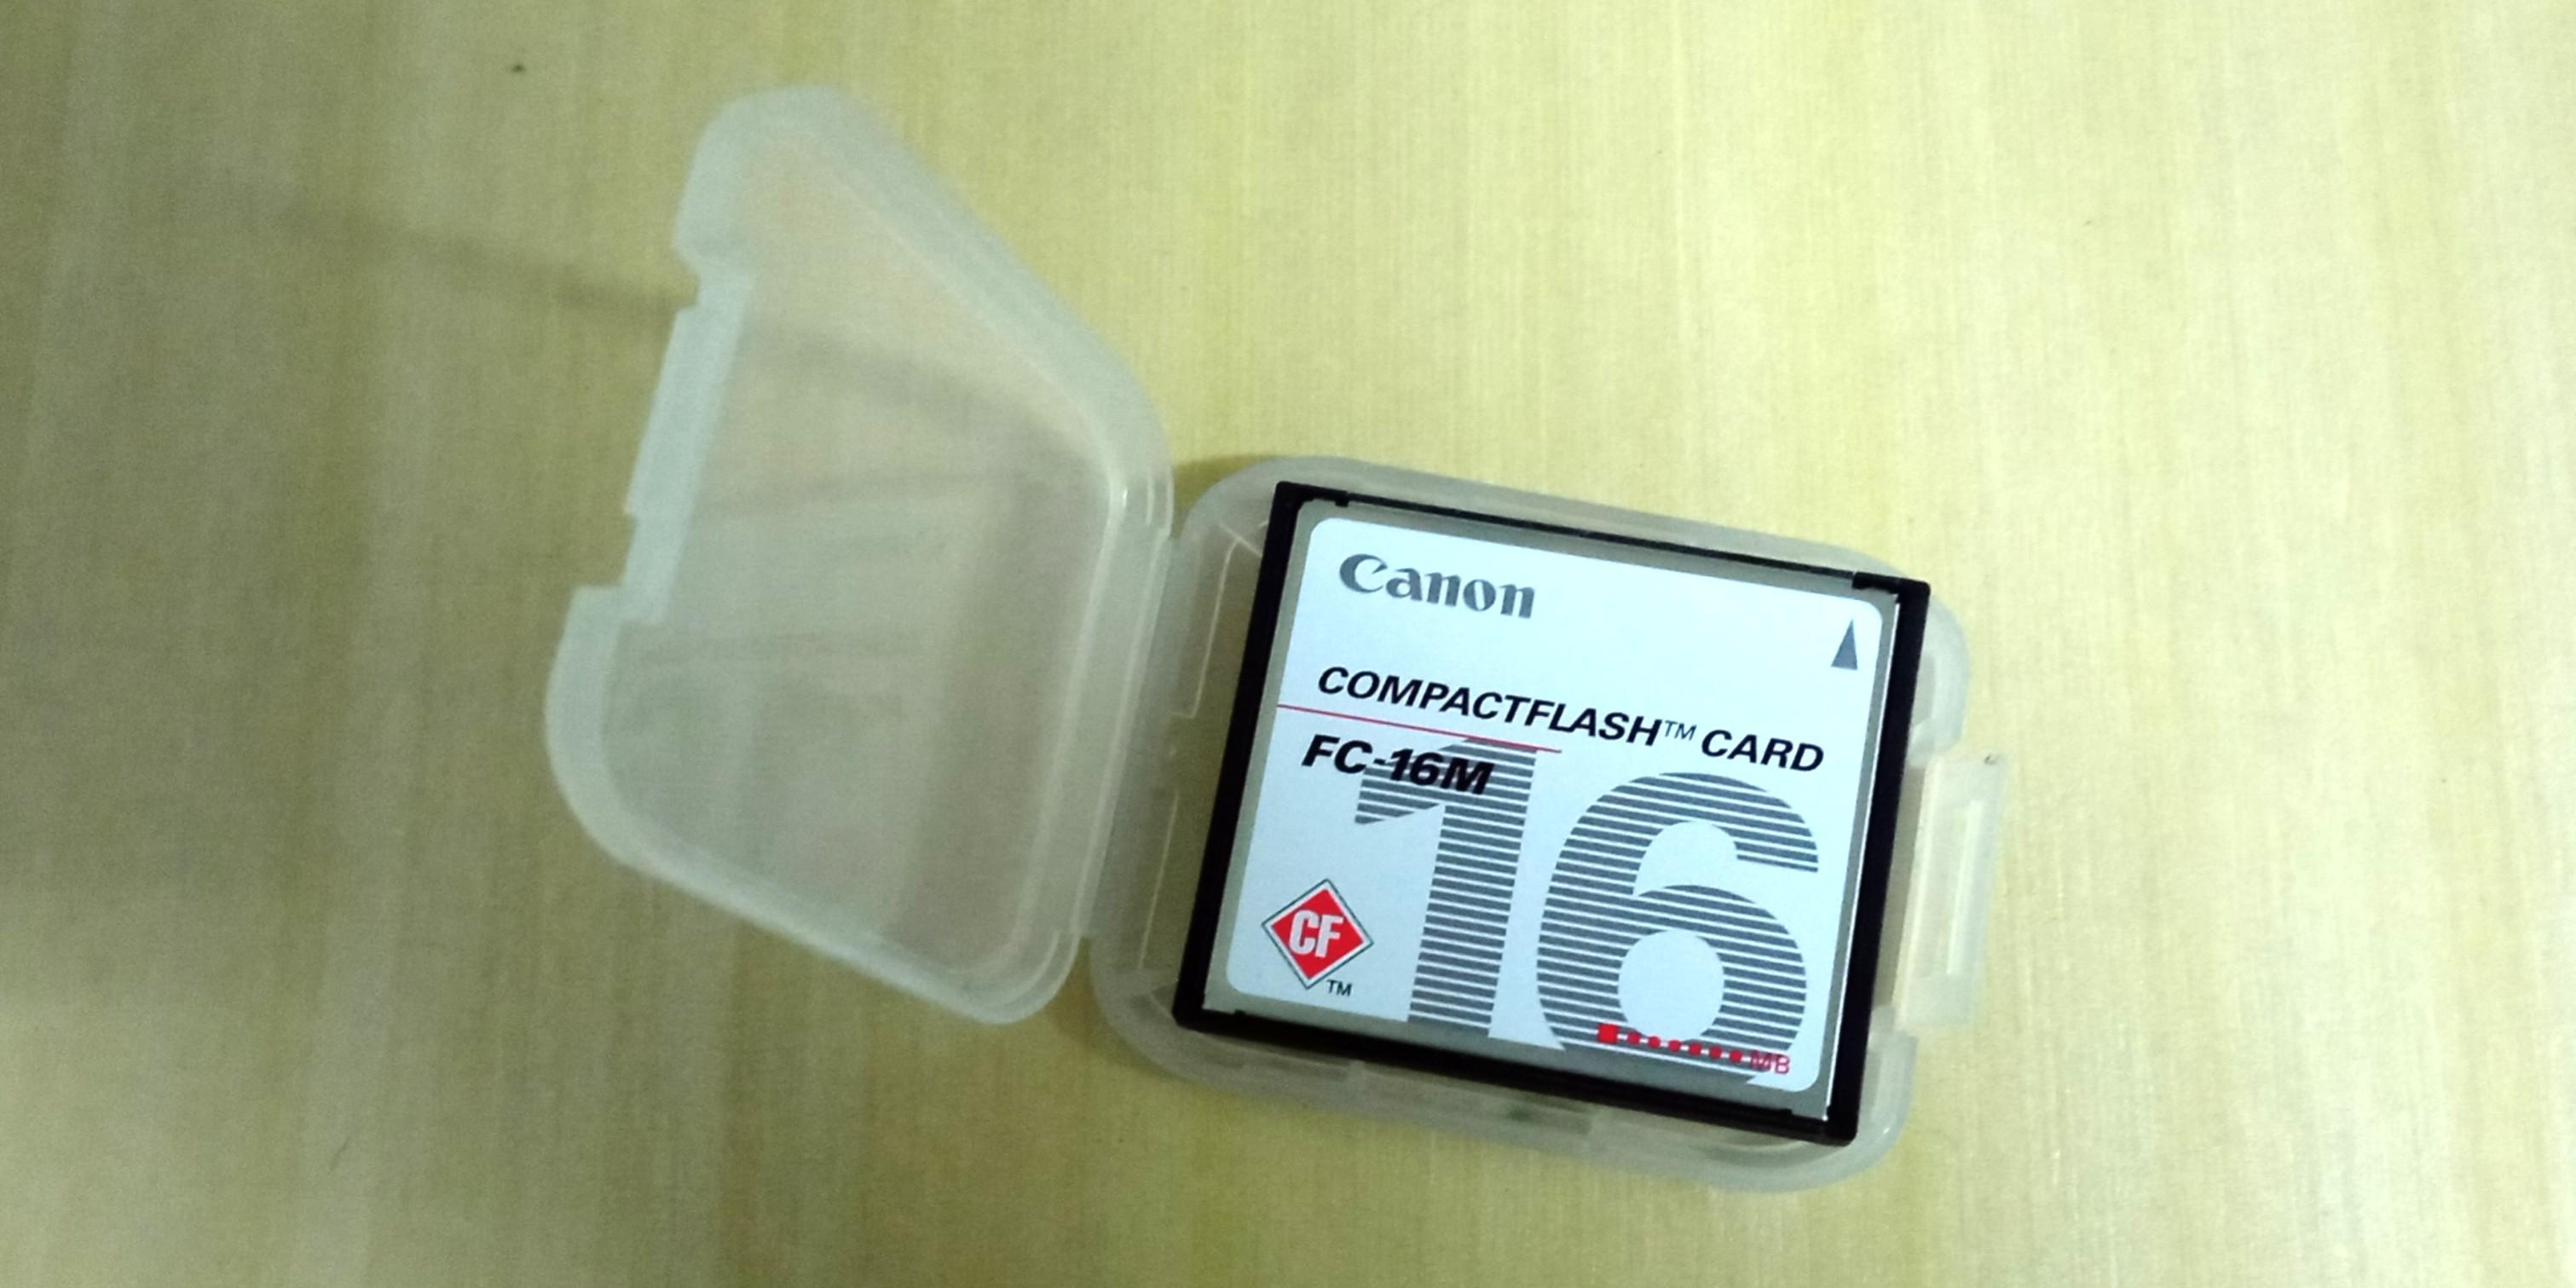 Canon
COMPACTFLASH™ CARD
FC-16M
16
CF
TM
MB